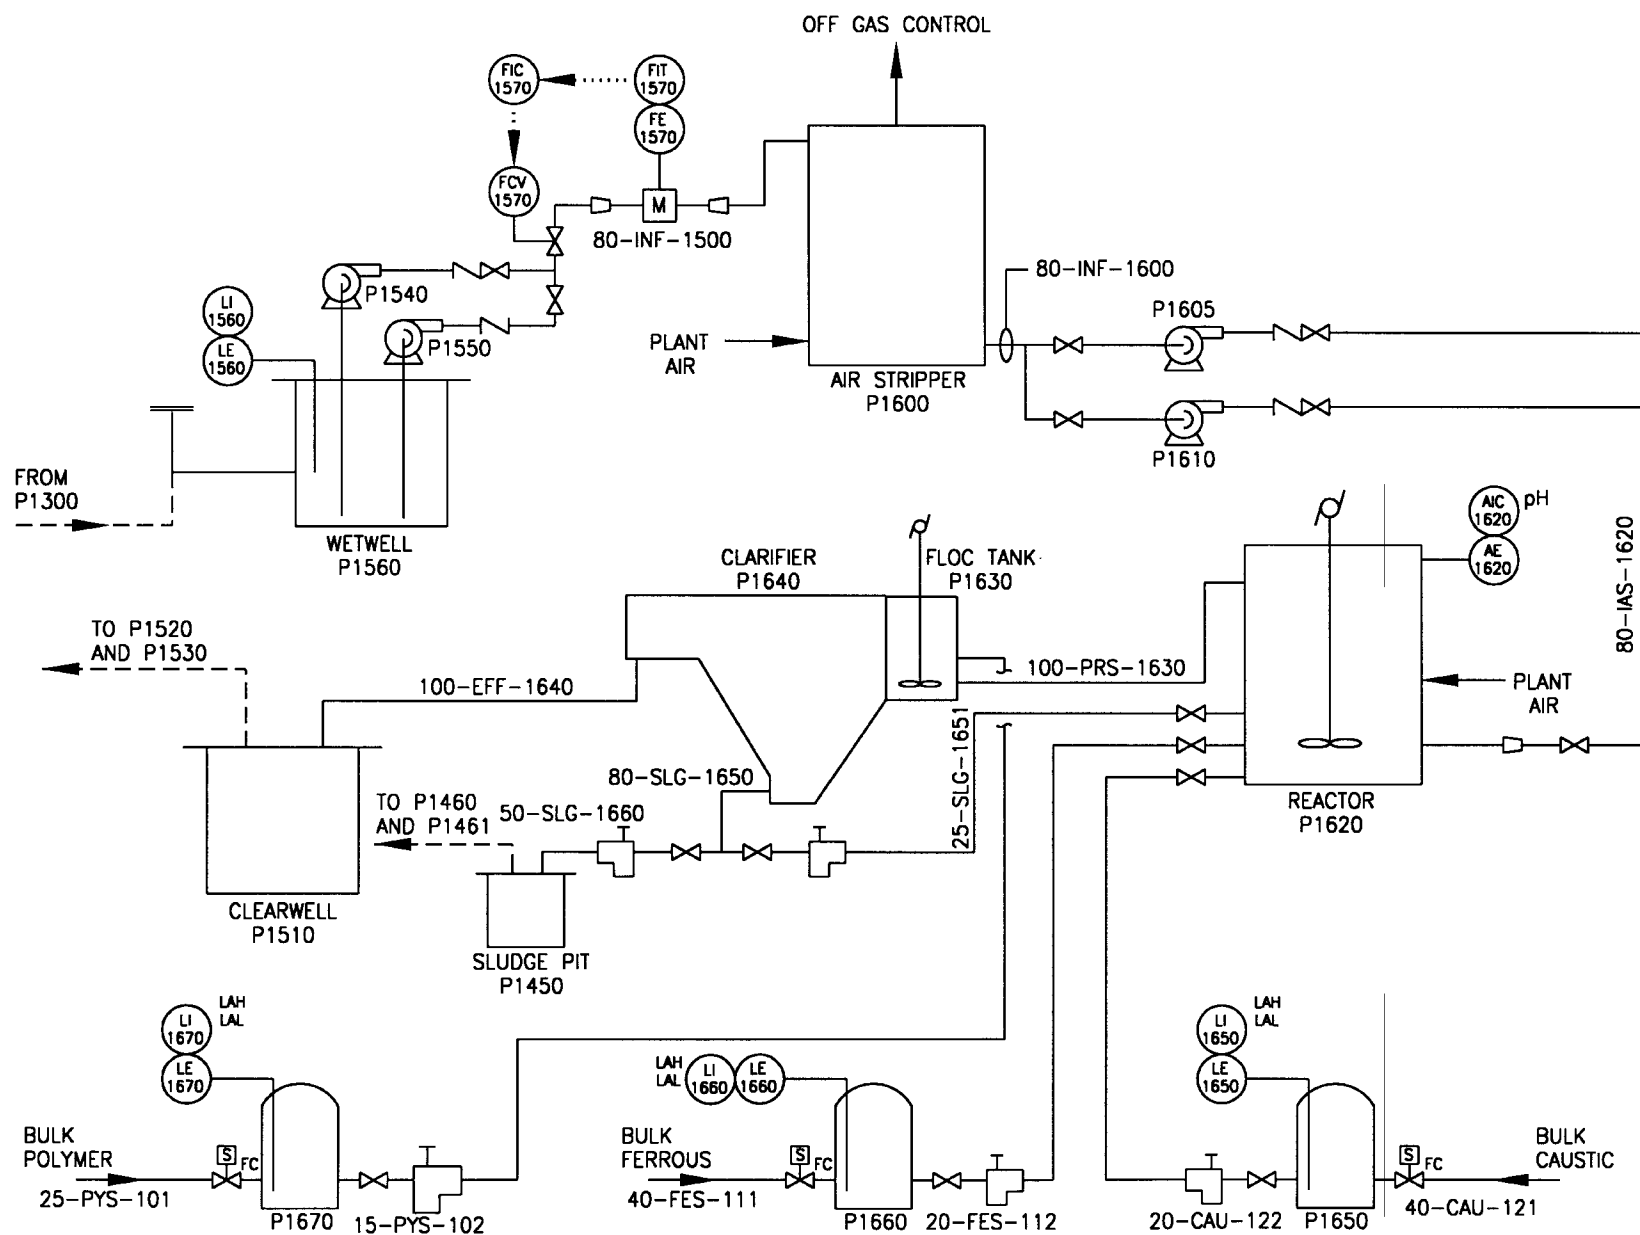 OFF GAS CONTROL
FIC
1570
FIT
1570
FE
1570
FCV
1570
M
80-INF-1500
80-INF-1600
P1540
P1605
LI
1560
LE
1560
P1550
PLANT
AIR
AIR STRIPPER
P1600
P1610
FROM
P1300
WETWELL
P1560
AIC
1620
pH
AE
1620
80-IAS-1620
CLARIFIER
P1640
FLOC TANK
P1630
TO P1520
AND P1530
100-EFF-1640
100-PRS-1630
PLANT
AIR
25-SLG-1651
80-SLG-1650
50-SLG-1660
TO P1460
AND P1461
REACTOR
P1620
CLEARWELL
P1510
SLUDGE PIT
P1450
LAH
LAL
LI
1670
LE
1670
LAH
LAL
LI
1660
LE
1660
LAH
LAL
LI
1650
LE
1650
BULK
POLYMER
S
FC
25-PYS-101
P1670
15-PYS-102
BULK
FERROUS
S
FC
40-FES-111
P1660
20-FES-112
20-CAU-122
P1650
S
FC
BULK
CAUSTIC
40-CAU-121